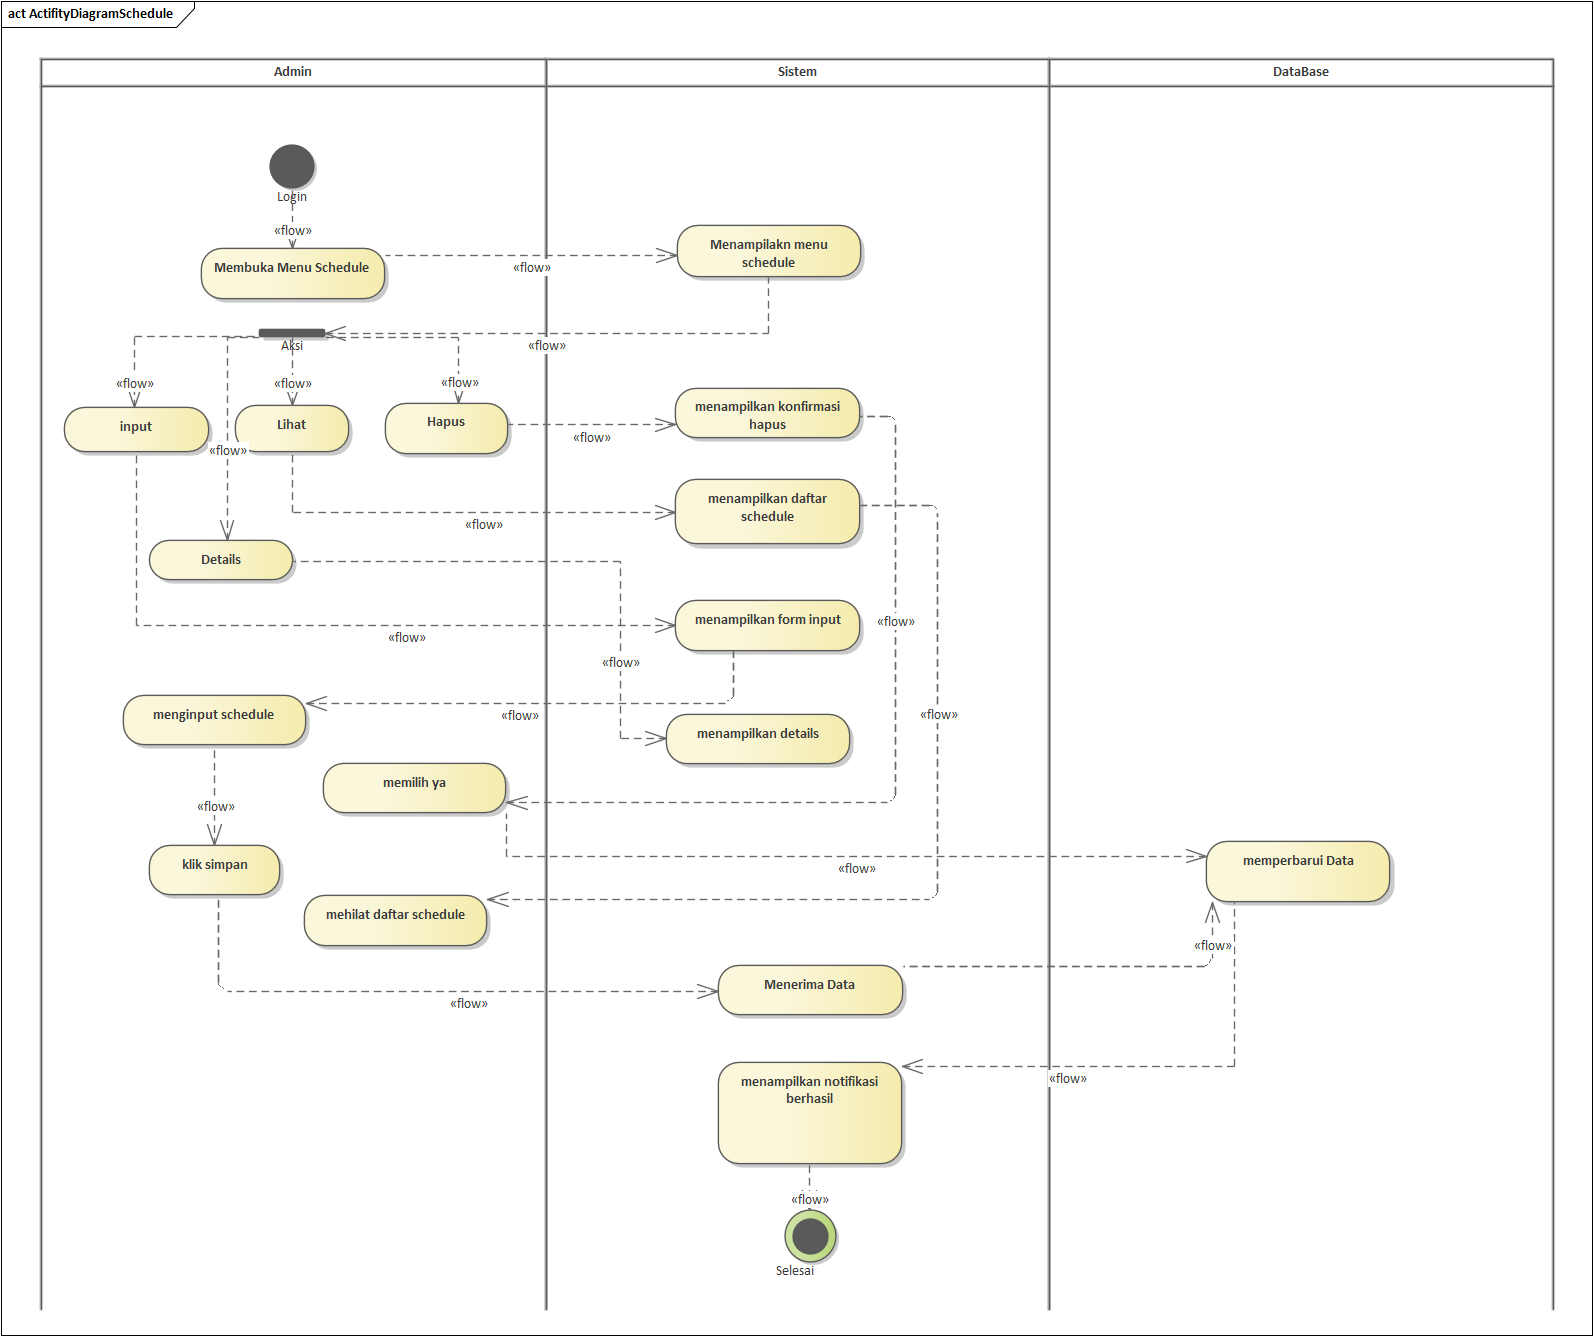 act ActifityDiagramSchedule
Admin
Sistem
DataBase
Login
«flow»
Membuka Menu Schedule
«flow»
Menampilakn menu
schedule
«flow»
Aksi
«flow»
«flow»
«flow»
input
Lihat
Hapus
«flow»
menampilkan konfirmasi
hapus
«flow»
menampilkan daftar
schedule
«flow»
Details
menampilkan form input
«flow»
«flow»
«flow»
menginput schedule
«flow»
«flow»
menampilkan details
memilih ya
«flow»
klik simpan
«flow»
memperbarui Data
mehilat daftar schedule
«flow»
Menerima Data
«flow»
menampilkan notifikasi
berhasil
«flow»
«flow»
Selesai